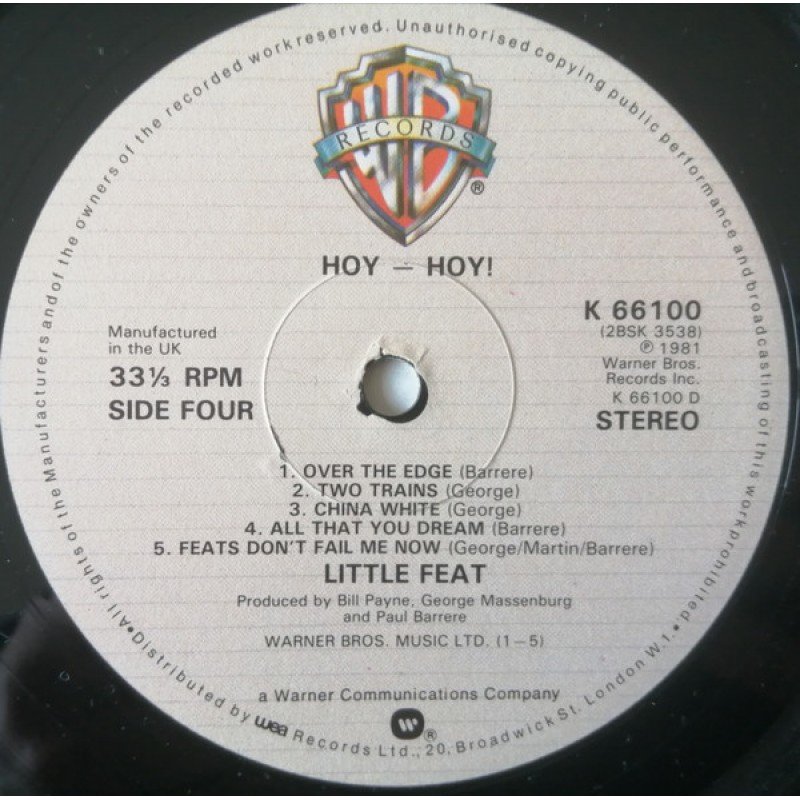 All rights of the Manufacturers and of the owners of the recorded work reserved. Unauthorised copying public performance and broadcasting of this work prohibited.
WB
RECORDS
®
HOY – HOY!
K 66100
(2BSK 3538)
℗ 1981
Warner Bros.
Records Inc.
K 66100 D
STEREO
Manufactured
in the UK
33⅓ RPM
SIDE FOUR
1. OVER THE EDGE (Barrere)
2. TWO TRAINS (George)
3. CHINA WHITE (George)
4. ALL THAT YOU DREAM (Barrere)
5. FEATS DON'T FAIL ME NOW (George/Martin/Barrere)
LITTLE FEAT
Produced by Bill Payne, George Massenburg
and Paul Barrere
WARNER BROS. MUSIC LTD. (1–5)
a Warner Communications Company
®
• Distributed by wea Records Ltd., 20, Broadwick St. London W.1. •